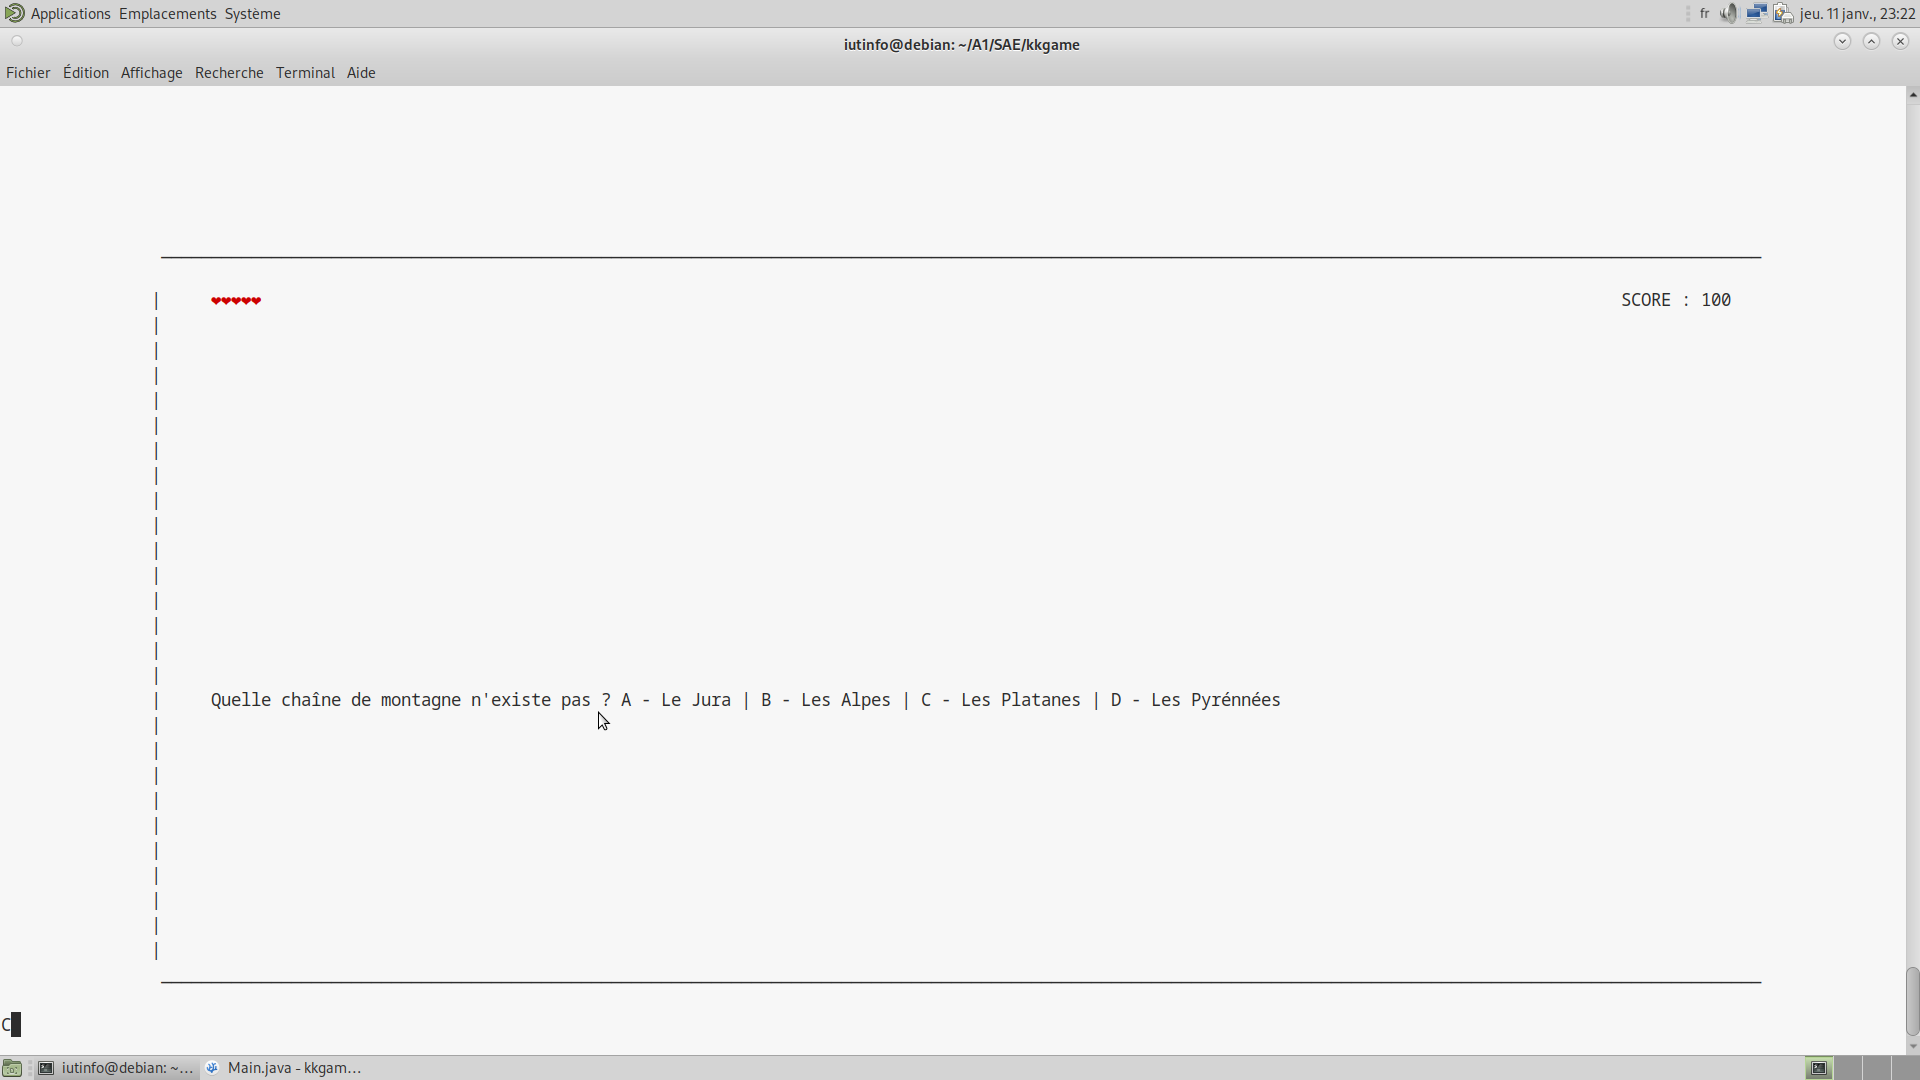 Applications Emplacements Système fr jeu. 11 janv., 23:22
iutinfo@debian: ~/A1/SAE/kkgame
Fichier Édition Affichage Recherche Terminal Aide
❤❤❤❤❤ SCORE : 100
Quelle chaîne de montagne n'existe pas ? A - Le Jura | B - Les Alpes | C - Les Platanes | D - Les Pyrénnées
C
iutinfo@debian: ~… Main.java - kkgam…